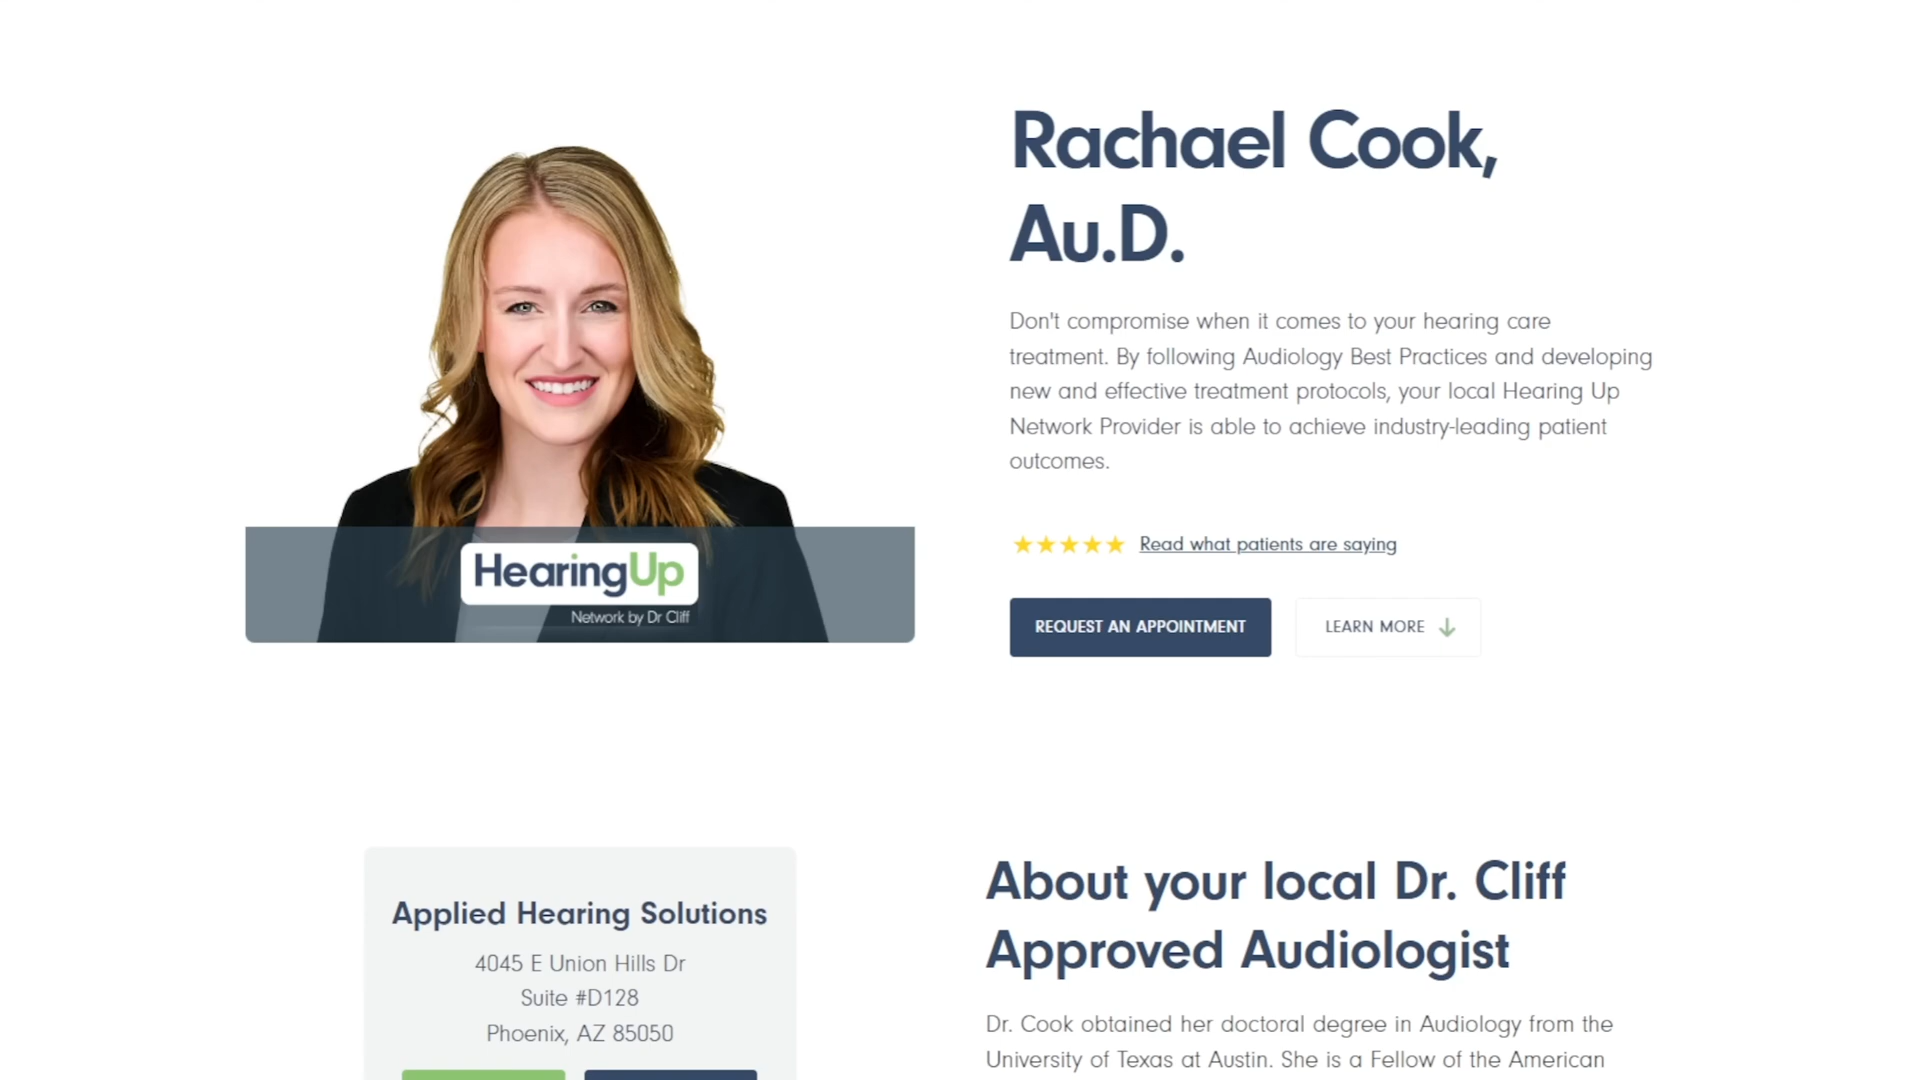 Rachael Cook,
Au.D.
Don't compromise when it comes to your hearing care
treatment. By following Audiology Best Practices and developing
new and effective treatment protocols, your local Hearing Up
Network Provider is able to achieve industry-leading patient
outcomes.
Read what patients are saying
REQUEST AN APPOINTMENT
LEARN MORE
HearingUp
Network by Dr Cliff
Applied Hearing Solutions
4045 E Union Hills Dr
Suite #D128
Phoenix, AZ 85050
About your local Dr. Cliff
Approved Audiologist
Dr. Cook obtained her doctoral degree in Audiology from the
University of Texas at Austin. She is a Fellow of the American